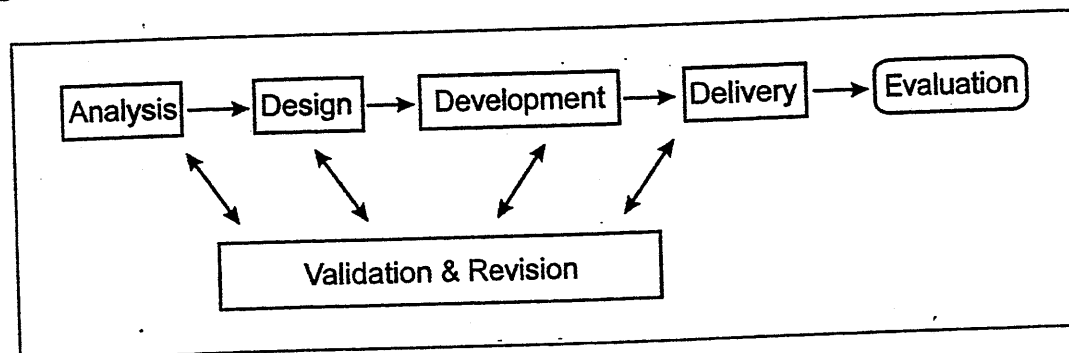 Analysis
Design
Development
Delivery
Evaluation
Validation & Revision